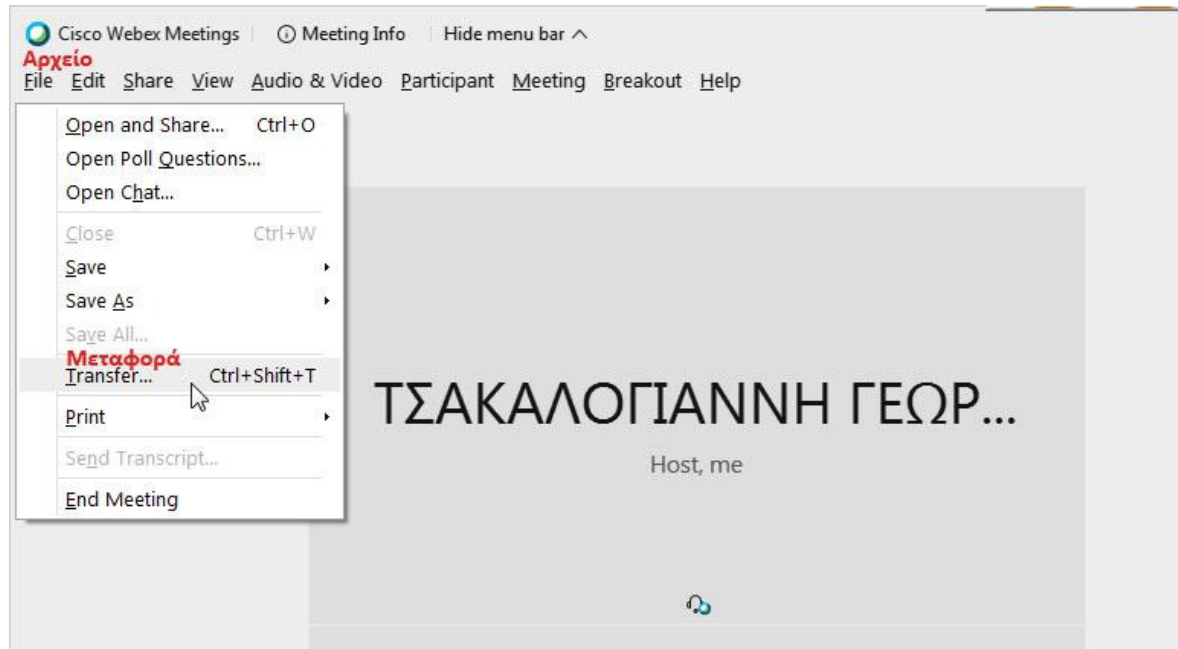 Cisco Webex Meetings Meeting Info Hide menu bar
Αρχείο
File Edit Share View Audio & Video Participant Meeting Breakout Help
Open and Share... Ctrl+O
Open Poll Questions...
Open Chat...
Close Ctrl+W
Save
Save As
Save All...
Μεταφορά
Transfer... Ctrl+Shift+T
Print
Send Transcript...
End Meeting
ΤΣΑΚΑΛΟΓΙΑΝΝΗ ΓΕΩΡ...
Host, me